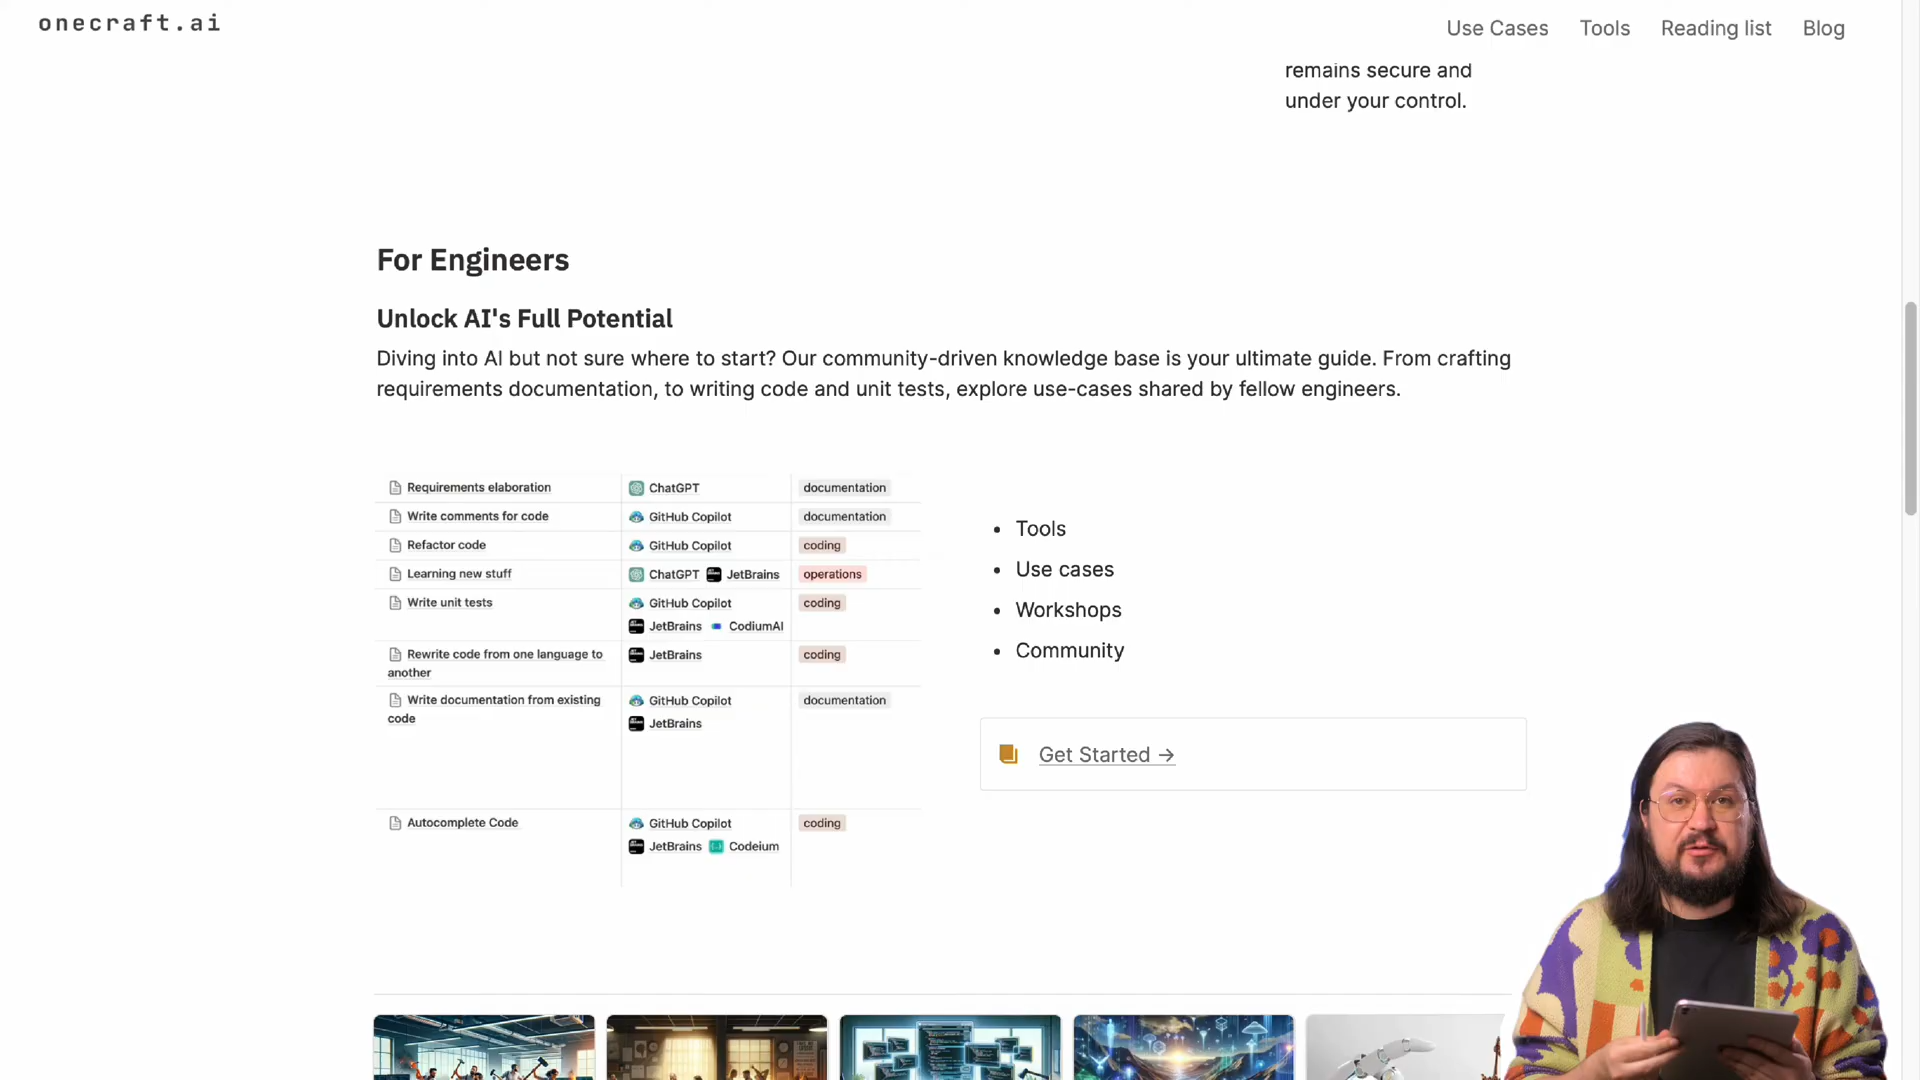 onecraft.ai
Use Cases
Tools
Reading list
Blog
remains secure and
under your control.
For Engineers
Unlock AI's Full Potential
Diving into AI but not sure where to start? Our community-driven knowledge base is your ultimate guide. From crafting
requirements documentation, to writing code and unit tests, explore use-cases shared by fellow engineers.
Requirements elaboration ChatGPT documentation
Write comments for code GitHub Copilot documentation
Refactor code GitHub Copilot coding
Learning new stuff ChatGPT JetBrains operations
Write unit tests GitHub Copilot coding
JetBrains CodiumAI
Rewrite code from one language to JetBrains coding
another
Write documentation from existing GitHub Copilot documentation
code JetBrains
Autocomplete Code GitHub Copilot coding
JetBrains Codeium
• Tools
• Use cases
• Workshops
• Community
Get Started →